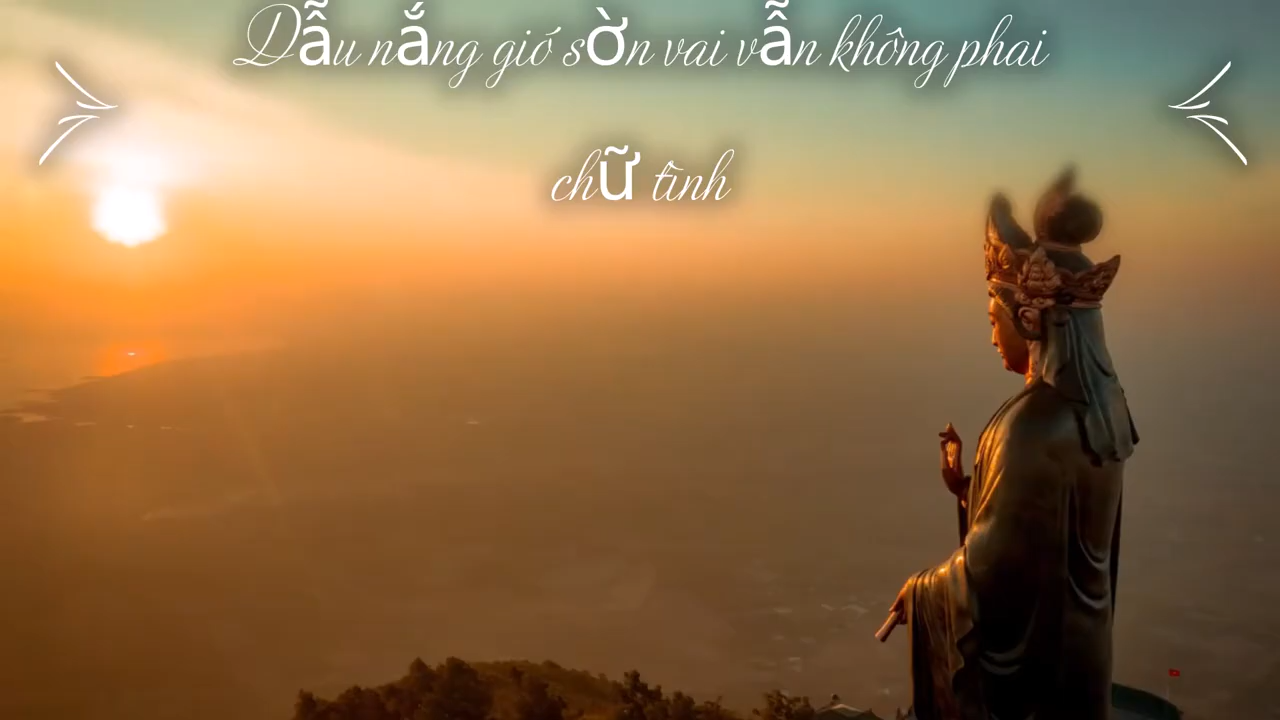 Dẫu nắng gió sờn vai vẫn không phai
chữ tình